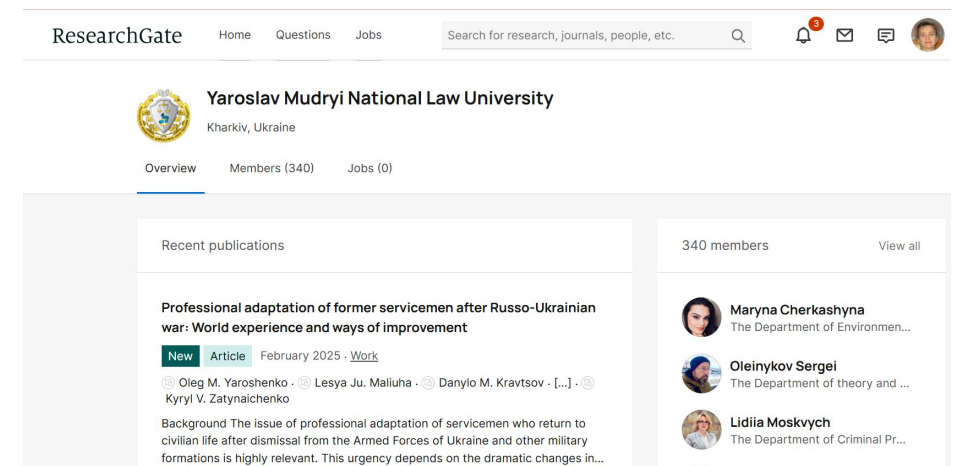 ResearchGate
Home Questions Jobs
Search for research, journals, people, etc.
3
Yaroslav Mudryi National Law University
Kharkiv, Ukraine
Overview Members (340) Jobs (0)
Recent publications
Professional adaptation of former servicemen after Russo-Ukrainian
war: World experience and ways of improvement
New Article February 2025 · Work
Oleg M. Yaroshenko · Lesya Ju. Maliuha · Danylo M. Kravtsov · [...] ·
Kyryl V. Zatynaichenko
Background The issue of professional adaptation of servicemen who return to
civilian life after dismissal from the Armed Forces of Ukraine and other military
formations is highly relevant. This urgency depends on the dramatic changes in...
340 members View all
Maryna Cherkashyna
The Department of Environmen...
Oleinykov Sergei
The Department of theory and ...
Lidiia Moskvych
The Department of Criminal Pr...